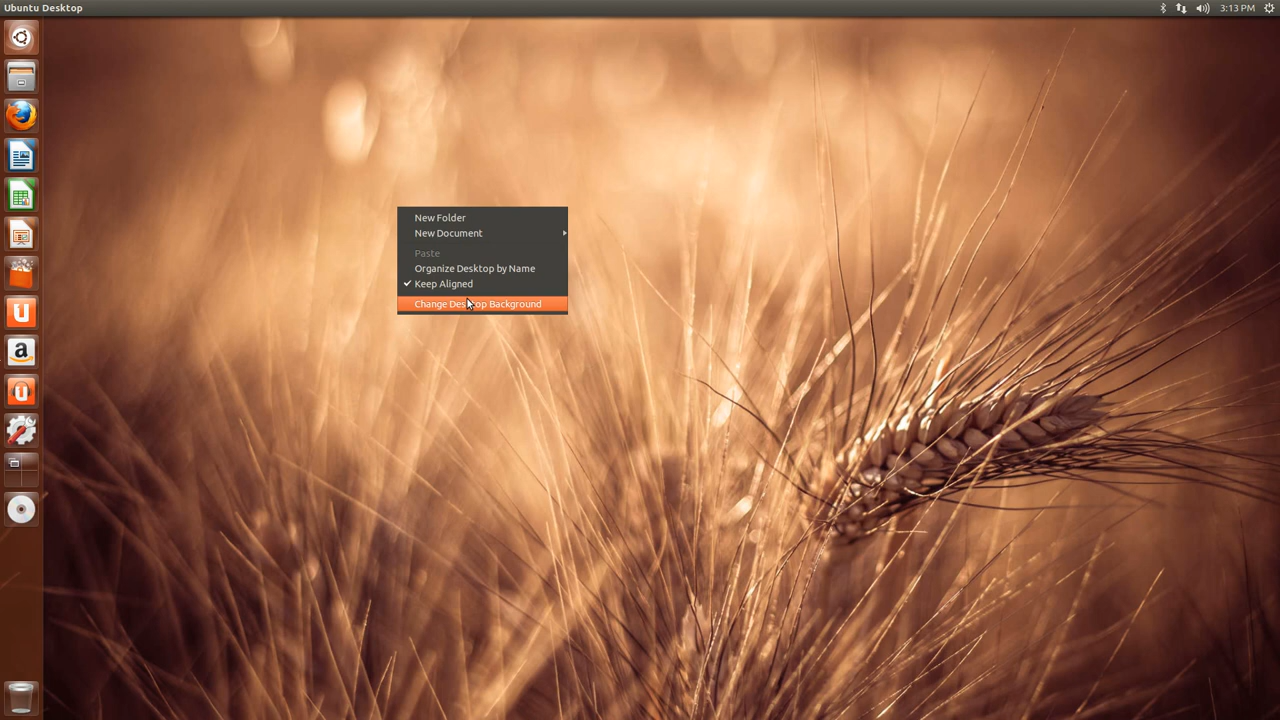 Ubuntu Desktop
3:13 PM
New Folder
New Document
Paste
Organize Desktop by Name
Keep Aligned
Change Desktop Background